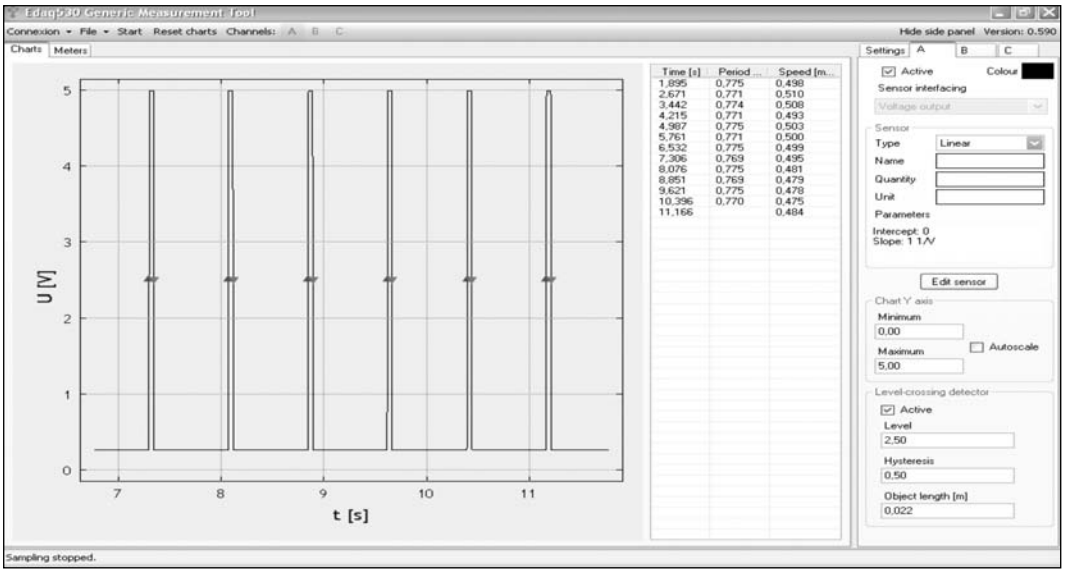 Edaq530 Generic Measurement Tool
Connexion File Start Reset charts Channels: A B C Hide side panel Version: 0.590
Charts Meters
Settings A B C
5
4
3
2
1
0
U [V]
7 8 9 10 11
t [s]
Time [s] Period ... Speed [m...
1,895 0,775 0,498
2,671 0,771 0,510
3,442 0,774 0,508
4,215 0,771 0,493
4,987 0,775 0,503
5,761 0,771 0,500
6,532 0,775 0,499
7,306 0,769 0,495
8,076 0,775 0,481
8,851 0,769 0,479
9,621 0,775 0,478
10,396 0,770 0,475
11,166 0,484
Active Colour
Sensor interfacing
Voltage output
Sensor
Type Linear
Name
Quantity
Unit
Parameters
Intercept: 0
Slope: 1 1/V
Edit sensor
Chart Y axis
Minimum
0,00
Maximum Autoscale
5,00
Level-crossing detector
Active
Level
2,50
Hysteresis
0,50
Object length [m]
0,022
Sampling stopped.